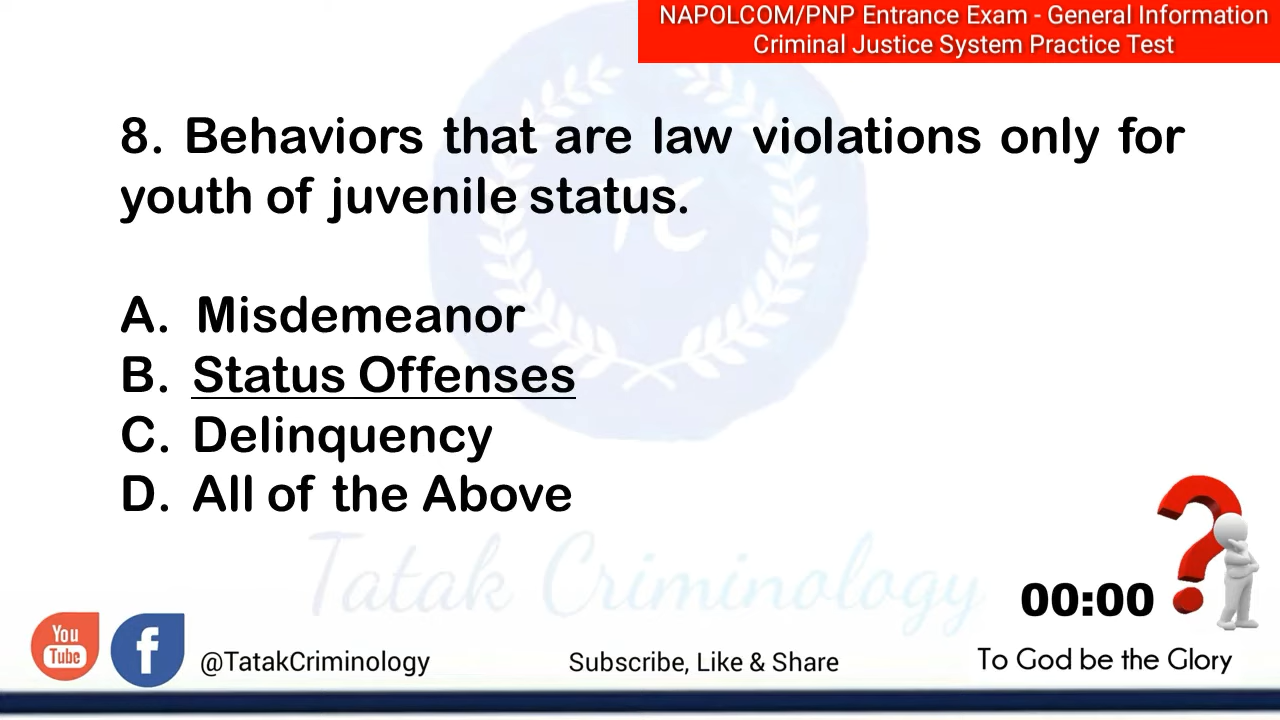 NAPOLCOM/PNP Entrance Exam - General Information
Criminal Justice System Practice Test
8. Behaviors that are law violations only for
youth of juvenile status.
TC
A. Misdemeanor
B. Status Offenses
C. Delinquency
D. All of the Above
Tatak Criminology
00:00
You
Tube
f
@TatakCriminology
Subscribe, Like & Share
To God be the Glory